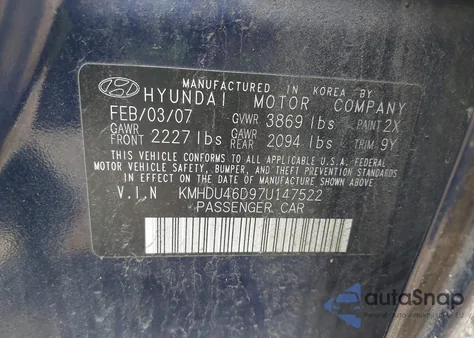 MANUFACTURED IN KOREA BY
HYUNDAI MOTOR COMPANY
FEB/03/07 GVWR 3869 lbs PAINT 2X
GAWR FRONT 2227 lbs GAWR REAR 2094 lbs TRIM 9Y
THIS VEHICLE CONFORMS TO ALL APPLICABLE U.S.A. FEDERAL
MOTOR VEHICLE SAFETY, BUMPER, AND THEFT PREVENTION
STANDARDS IN EFFECT ON THE DATE OF MANUFACTURE
SHOWN ABOVE.
V.I.N KMHDU46D97U147522
PASSENGER CAR
autoSnap